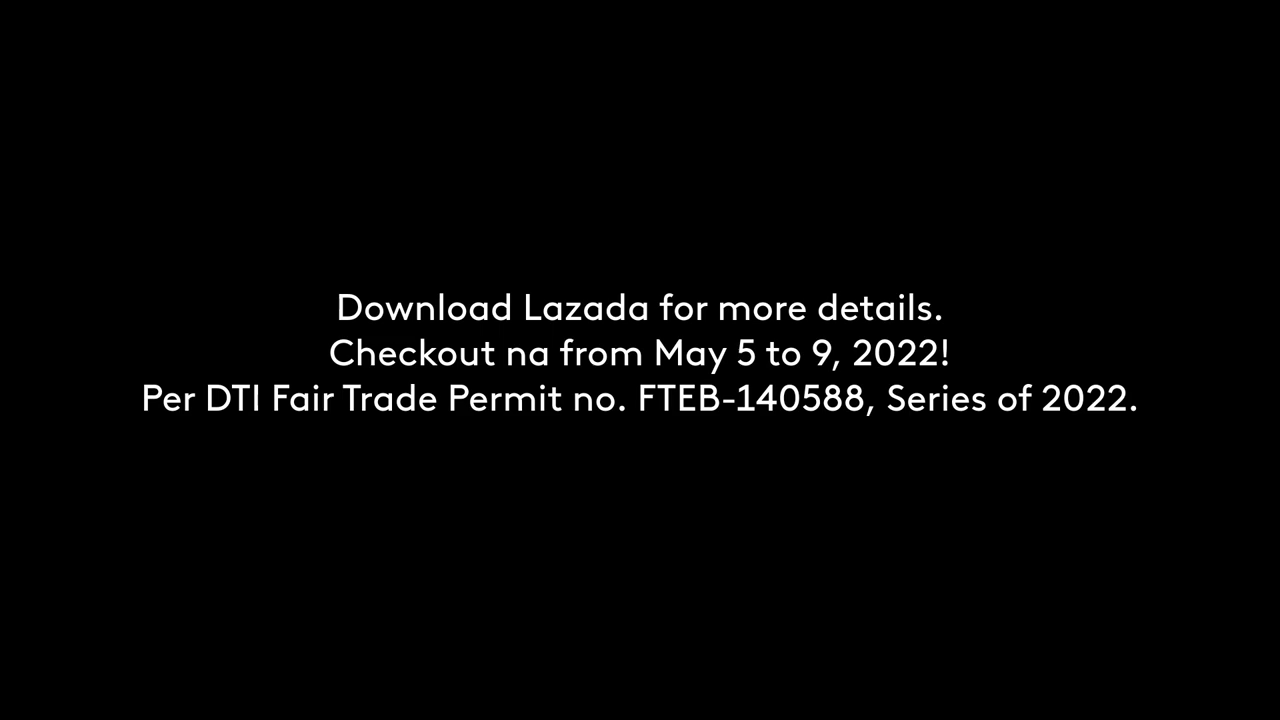 Download Lazada for more details.
Checkout na from May 5 to 9, 2022!
Per DTI Fair Trade Permit no. FTEB-140588, Series of 2022.